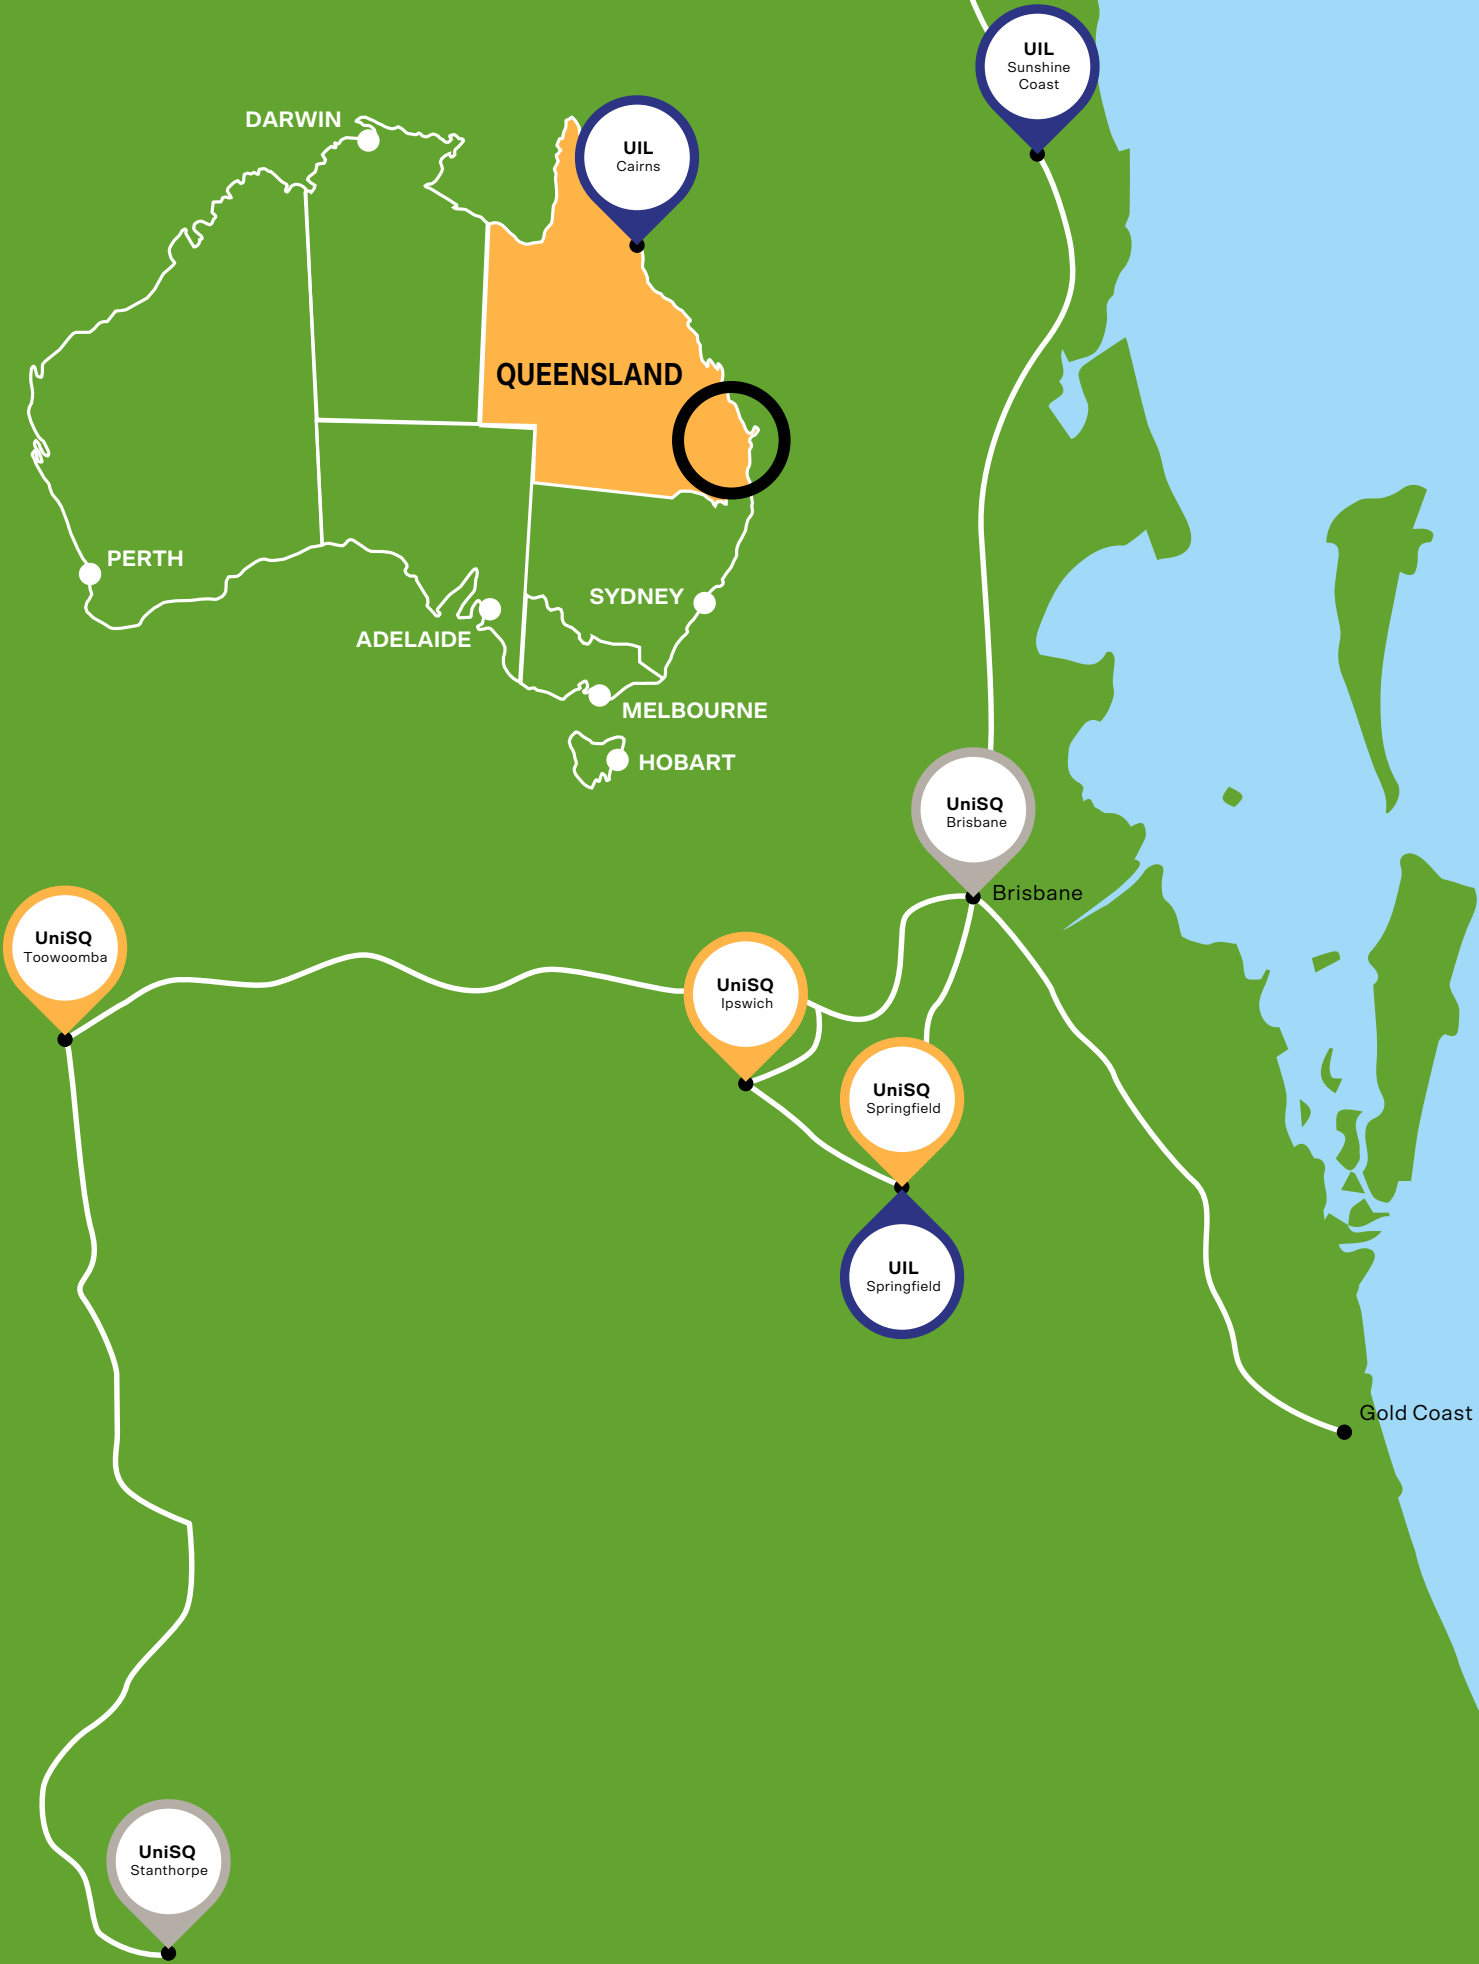 UIL
Sunshine
Coast
DARWIN
UIL
Cairns
QUEENSLAND
PERTH
SYDNEY
ADELAIDE
MELBOURNE
HOBART
UniSQ
Brisbane
Brisbane
UniSQ
Toowoomba
UniSQ
Ipswich
UniSQ
Springfield
UIL
Springfield
Gold Coast
UniSQ
Stanthorpe